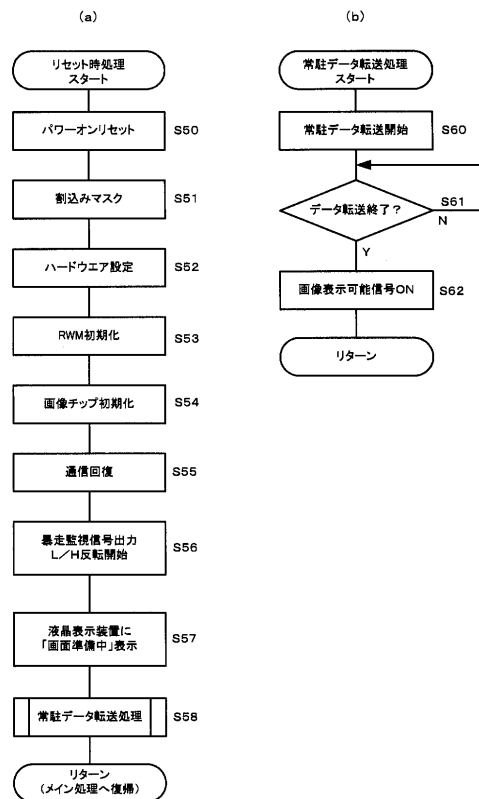 (a)
リセット時処理
スタート
パワーオンリセット
S50
割込みマスク
S51
ハードウエア設定
S52
RWM初期化
S53
画像チップ初期化
S54
通信回復
S55
暴走監視信号出力
L/H反転開始
S56
液晶表示装置に
「画面準備中」表示
S57
常駐データ転送処理
S58
リターン
(メイン処理へ復帰)
(b)
常駐データ転送処理
スタート
常駐データ転送開始
S60
データ転送終了?
S61
N
Y
画像表示可能信号ON
S62
リターン